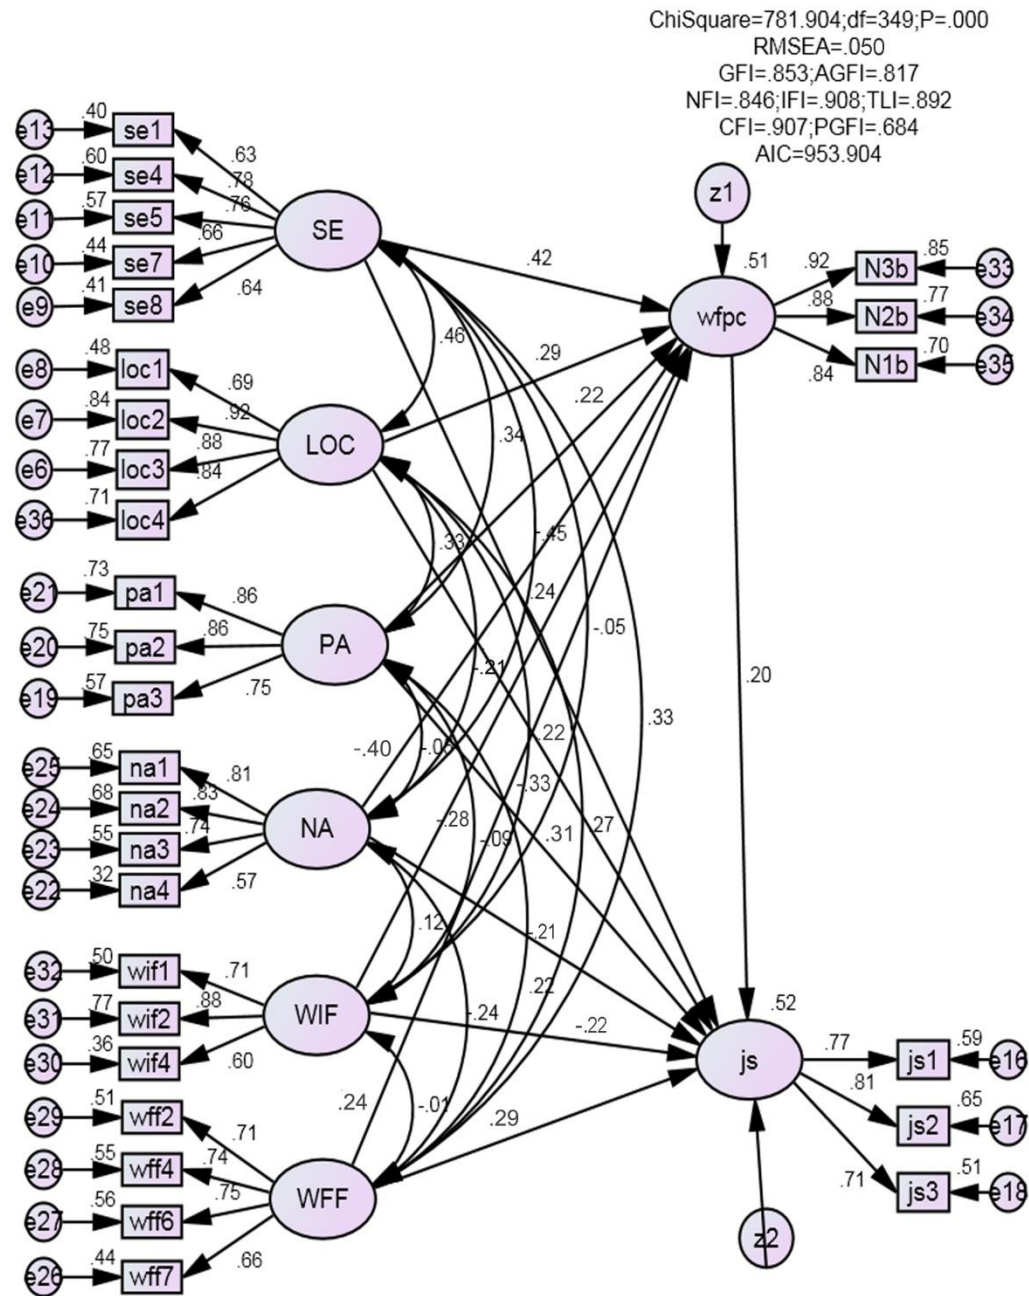 ChiSquare=781.904;df=349;P=.000
RMSEA=.050
GFI=.853;AGFI=.817
NFI=.846;IFI=.908;TLI=.892
CFI=.907;PGFI=.684
AIC=953.904
z1
e13 .40 se1 .63
e12 .60 se4 .78
e11 .57 se5 .76
e10 .44 se7 .66
e9 .41 se8 .64
SE
.42
.46
wfpc .51
.92 N3b .85 e33
.88 N2b .77 e34
.84 N1b .70 e35
e8 .48 loc1 .69
e7 .84 loc2 .92
e6 .77 loc3 .88
e36 .71 loc4 .84
LOC
.29
.22
.34
.33
-.45
.24
-.05
e21 .73 pa1 .86
e20 .75 pa2 .86
e19 .57 pa3 .75
PA
-.21
.20
.33
.22
-.40
-.33
e25 .65 na1 .81
e24 .68 na2 .83
e23 .55 na3 .74
e22 .32 na4 .57
NA
-.28
-.09
.31
.27
.12
-.21
e32 .50 wif1 .71
e31 .77 wif2 .88
e30 .36 wif4 .60
WIF
.22
-.24
-.22
js .52
.77 js1 .59 e16
.81 js2 .65 e17
.71 js3 .51 e18
e29 .51 wff2 .71
e28 .55 wff4 .74
e27 .56 wff6 .75
e26 .44 wff7 .66
WFF
.24
-.01
.29
z2